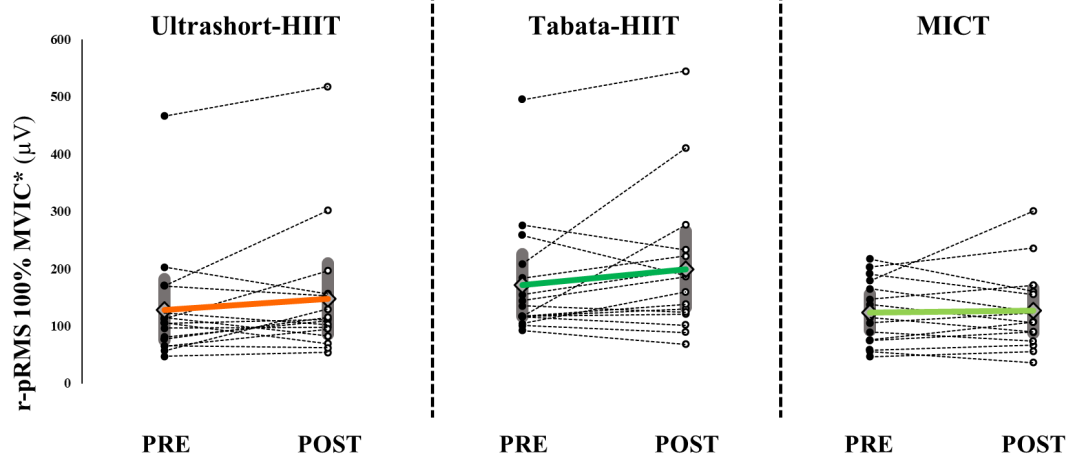 Ultrashort-HIIT
Tabata-HIIT
MICT
r-pRMS 100% MVIC* (μV)
600
500
400
300
200
100
0
PRE
POST
PRE
POST
PRE
POST